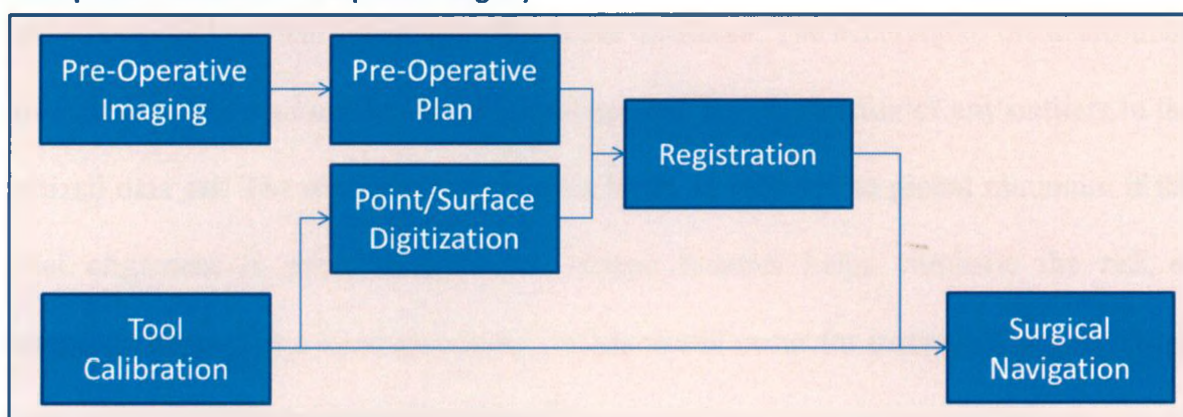 Pre-Operative
Imaging
Pre-Operative
Plan
Registration
Point/Surface
Digitization
Tool
Calibration
Surgical
Navigation